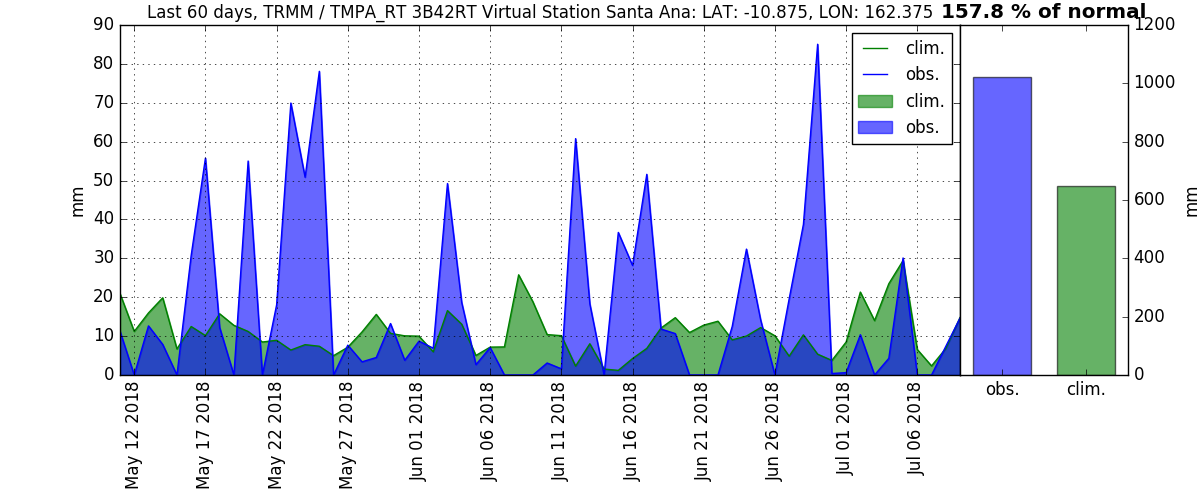 Last 60 days, TRMM / TMPA_RT 3B42RT Virtual Station Santa Ana: LAT: -10.875, LON: 162.375 157.8 % of normal
90
80
70
60
50
40
30
20
10
0
mm
clim.
obs.
clim.
obs.
May 12 2018
May 17 2018
May 22 2018
May 27 2018
Jun 01 2018
Jun 06 2018
Jun 11 2018
Jun 16 2018
Jun 21 2018
Jun 26 2018
Jul 01 2018
Jul 06 2018
1200
1000
800
600
400
200
0
mm
obs.
clim.